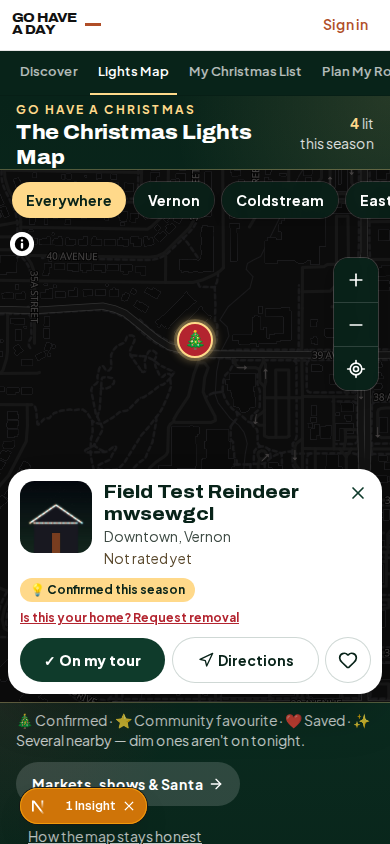 GO HAVE
A DAY
Sign in
Discover Lights Map My Christmas List Plan My Ro
GO HAVE A CHRISTMAS
The Christmas Lights
Map
4 lit
this season
Everywhere Vernon Coldstream East
40 AVENUE
35A STREET
39 AV
38 A
Field Test Reindeer
mwsewgcl
Downtown, Vernon
Not rated yet
💡 Confirmed this season
Is this your home? Request removal
✓ On my tour
Directions
🎄 Confirmed · ⭐ Community favourite · ❤️ Saved · ✨
Several nearby — dim ones aren't on tonight.
Markets, shows & Santa →
N 1 Insight ×
How the map stays honest